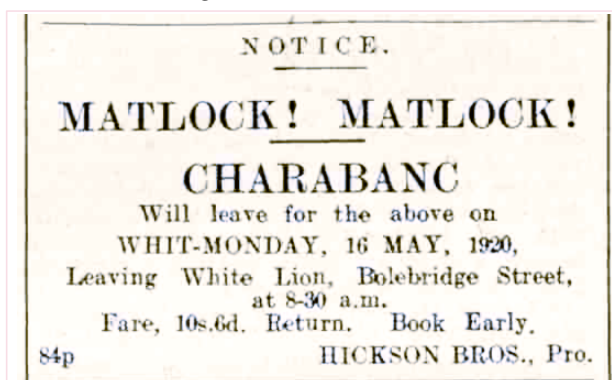 NOTICE.
MATLOCK! MATLOCK!
CHARABANC
Will leave for the above on
WHIT-MONDAY, 16 MAY, 1920,
Leaving White Lion, Bolebridge Street,
at 8-30 a.m.
Fare, 10s.6d. Return. Book Early.
84p HICKSON BROS., Pro.